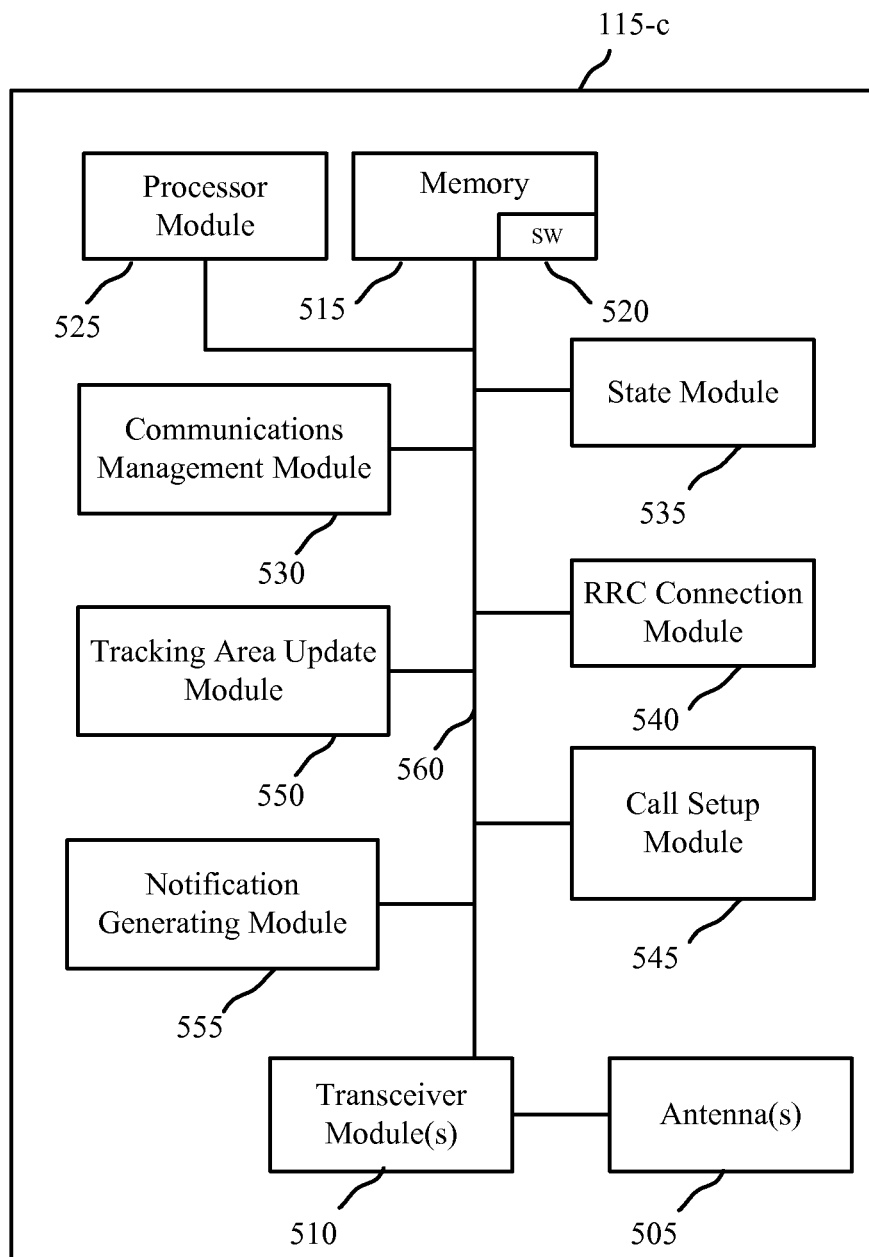 115-c
Processor
Module
Memory
SW
525
515
520
State Module
Communications
Management Module
535
530
RRC Connection
Module
Tracking Area Update
Module
540
560
550
Call Setup
Module
Notification
Generating Module
545
555
Transceiver
Module(s)
Antenna(s)
510
505